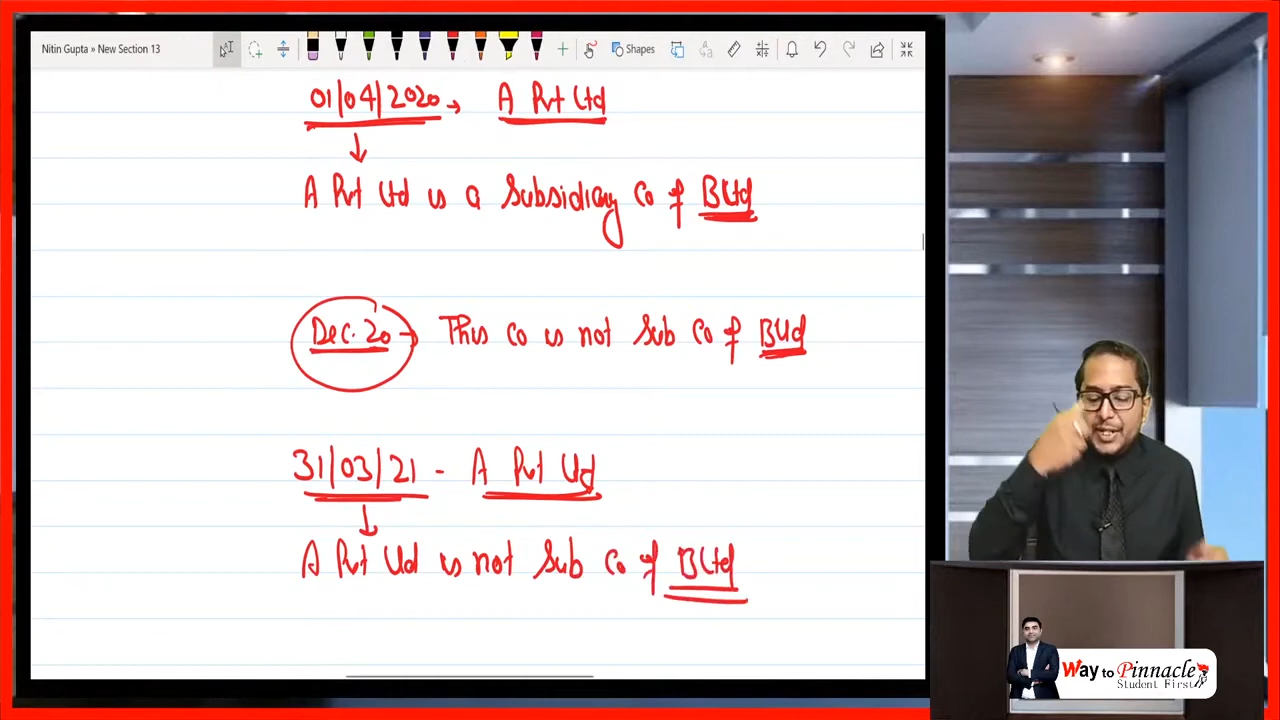 Nitin Gupta » New Section 13
Shapes
01/04/2020 → A Pvt Ltd
A Pvt Ltd is a Subsidiary Co of B Ltd
Dec. 20 → This Co is not Sub Co of B Ltd
31/03/21 - A Pvt Ltd
A Pvt Ltd is not Sub Co of B Ltd
Way to Pinnacle
Student First